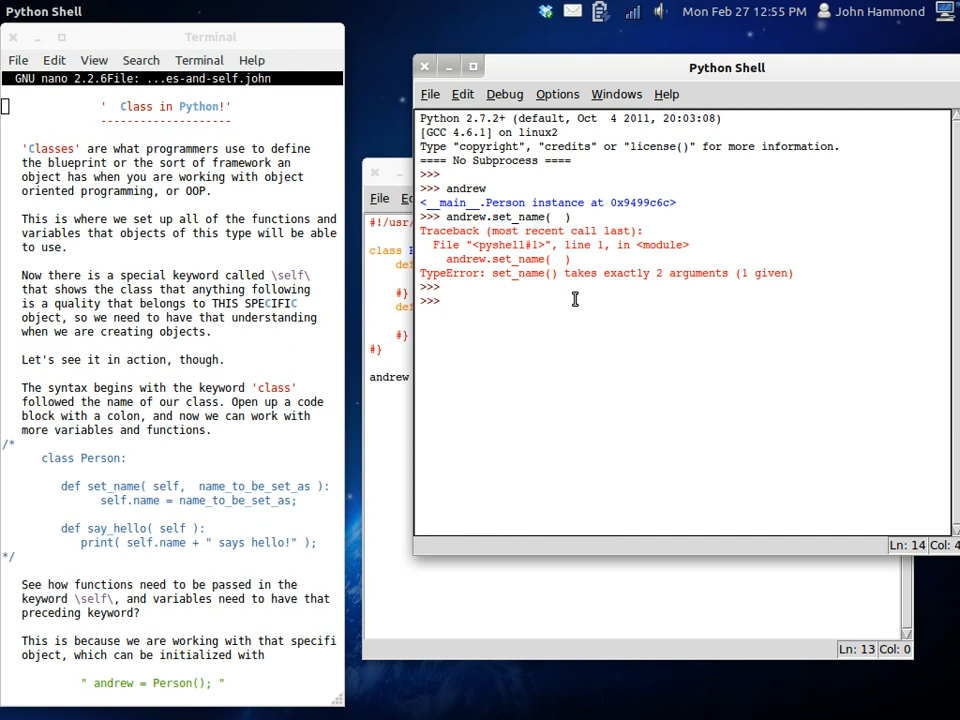 Python Shell
Mon Feb 27 12:55 PM
John Hammond
Terminal
File Edit View Search Terminal Help
GNU nano 2.2.6File: ...es-and-self.john
' Class in Python!'
-------------------
'Classes' are what programmers use to define
the blueprint or the sort of framework an
object has when you are working with object
oriented programming, or OOP.
This is where we set up all of the functions and
variables that objects of this type will be able
to use.
Now there is a special keyword called \self\
that shows the class that anything following
is a quality that belongs to THIS SPECIFIC
object, so we need to have that understanding
when we are creating objects.
Let's see it in action, though.
The syntax begins with the keyword 'class'
followed the name of our class. Open up a code
block with a colon, and now we can work with
more variables and functions.
/*
class Person:
def set_name( self, name_to_be_set_as ):
self.name = name_to_be_set_as;
def say_hello( self ):
print( self.name + " says hello!" );
*/
See how functions need to be passed in the
keyword \self\, and variables need to have that
preceding keyword?
This is because we are working with that specifi
object, which can be initialized with
" andrew = Person(); "
File
#!/usr/
class P
def
#}
def
#}
#}
andrew
Ln: 13 Col: 0
Python Shell
File Edit Debug Options Windows Help
Python 2.7.2+ (default, Oct  4 2011, 20:03:08)
[GCC 4.6.1] on linux2
Type "copyright", "credits" or "license()" for more information.
==== No Subprocess ====
>>>
>>> andrew
<__main__.Person instance at 0x9499c6c>
>>> andrew.set_name(  )
Traceback (most recent call last):
File "<pyshell#1>", line 1, in <module>
andrew.set_name(  )
TypeError: set_name() takes exactly 2 arguments (1 given)
>>>
>>>
Ln: 14 Col: 4